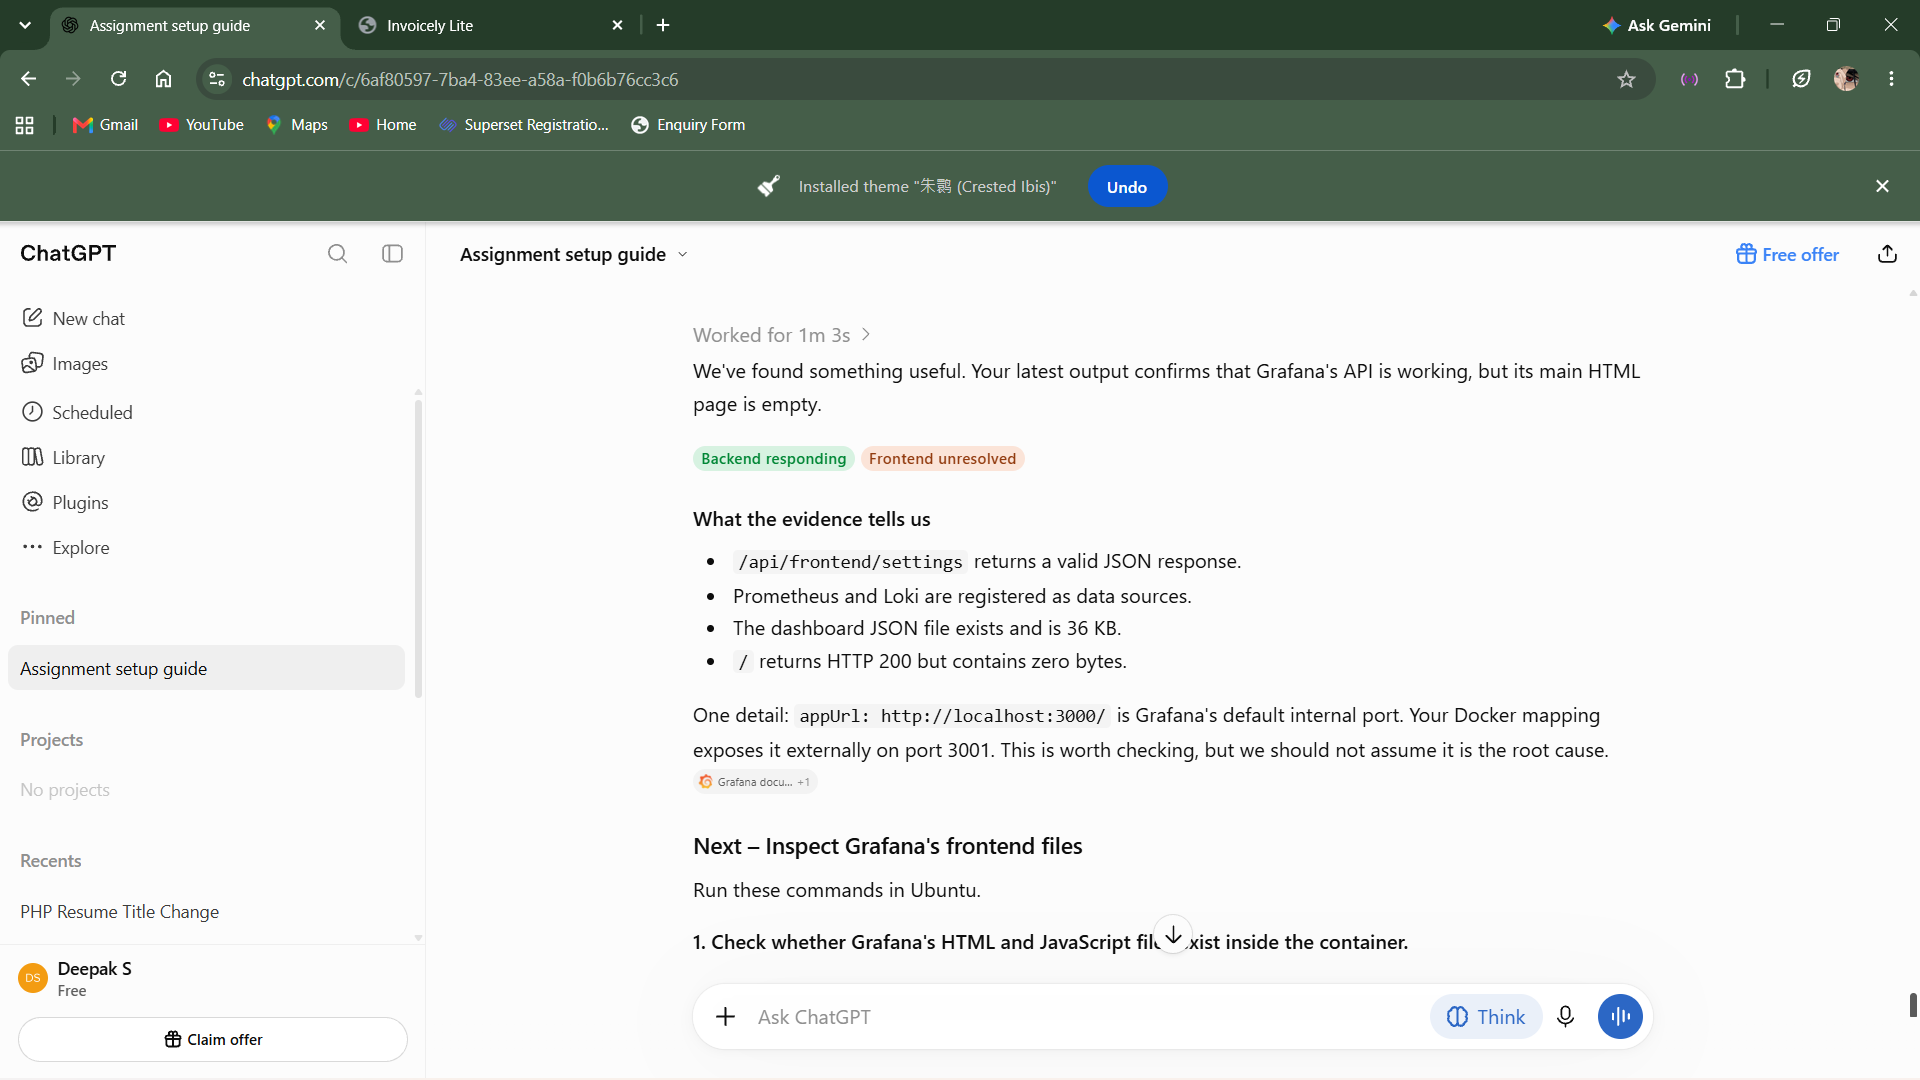 Assignment setup guide
Invoicely Lite
Ask Gemini
chatgpt.com/c/6af80597-7ba4-83ee-a58a-f0b6b76cc3c6
Gmail
YouTube
Maps
Home
Superset Registratio...
Enquiry Form
Installed theme "朱鹮 (Crested Ibis)"
Undo
ChatGPT
New chat
Images
Scheduled
Library
Plugins
Explore
Pinned
Assignment setup guide
Projects
No projects
Recents
PHP Resume Title Change
DS
Deepak S
Free
Claim offer
Assignment setup guide
Free offer
Worked for 1m 3s
We've found something useful. Your latest output confirms that Grafana's API is working, but its main HTML
page is empty.
Backend responding
Frontend unresolved
What the evidence tells us
/api/frontend/settings returns a valid JSON response.
Prometheus and Loki are registered as data sources.
The dashboard JSON file exists and is 36 KB.
/ returns HTTP 200 but contains zero bytes.
One detail: appUrl: http://localhost:3000/ is Grafana's default internal port. Your Docker mapping
exposes it externally on port 3001. This is worth checking, but we should not assume it is the root cause.
Grafana docu... +1
Next – Inspect Grafana's frontend files
Run these commands in Ubuntu.
1. Check whether Grafana's HTML and JavaScript inside the container.
Ask ChatGPT
Think